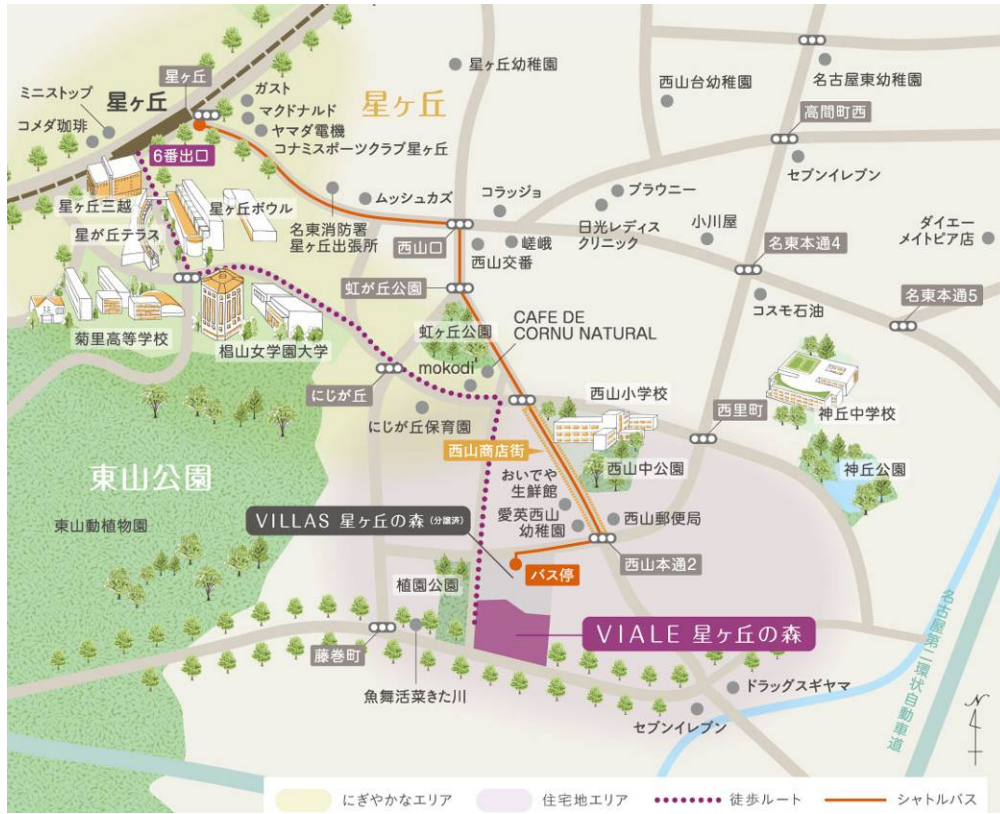 星ヶ丘幼稚園
名古屋東幼稚園
西山台幼稚園
星ヶ丘
ミニストップ
星ヶ丘
ガスト
マクドナルド
ヤマダ電機
コナミスポーツクラブ星ヶ丘
星ヶ丘
コメダ珈琲
6番出口
高間町西
セブンイレブン
星ヶ丘三越
星ヶ丘ボウル
星が丘テラス
名東消防署
星ヶ丘出張所
ムッシュカズ
コラッジョ
ブラウニー
日光レディス
クリニック
小川屋
ダイエー
メイトピア店
西山口
嵯峨
西山交番
名東本通4
虹が丘公園
コスモ石油
名東本通5
菊里高等学校
椙山女学園大学
虹ヶ丘公園
CAFE DE
CORNU NATURAL
mokodi
にじが丘
にじが丘保育園
西山小学校
西里町
神丘中学校
西山商店街
西山中公園
神丘公園
東山公園
東山動植物園
おいでや
生鮮館
愛英西山
幼稚園
西山郵便局
VILLAS 星ヶ丘の森(分譲済)
西山本通2
バス停
植園公園
VIALE 星ヶ丘の森
藤巻町
魚舞活菜きた川
ドラッグスギヤマ
セブンイレブン
名古屋第二環状自動車道
N
にぎやかなエリア
住宅地エリア
徒歩ルート
シャトルバス